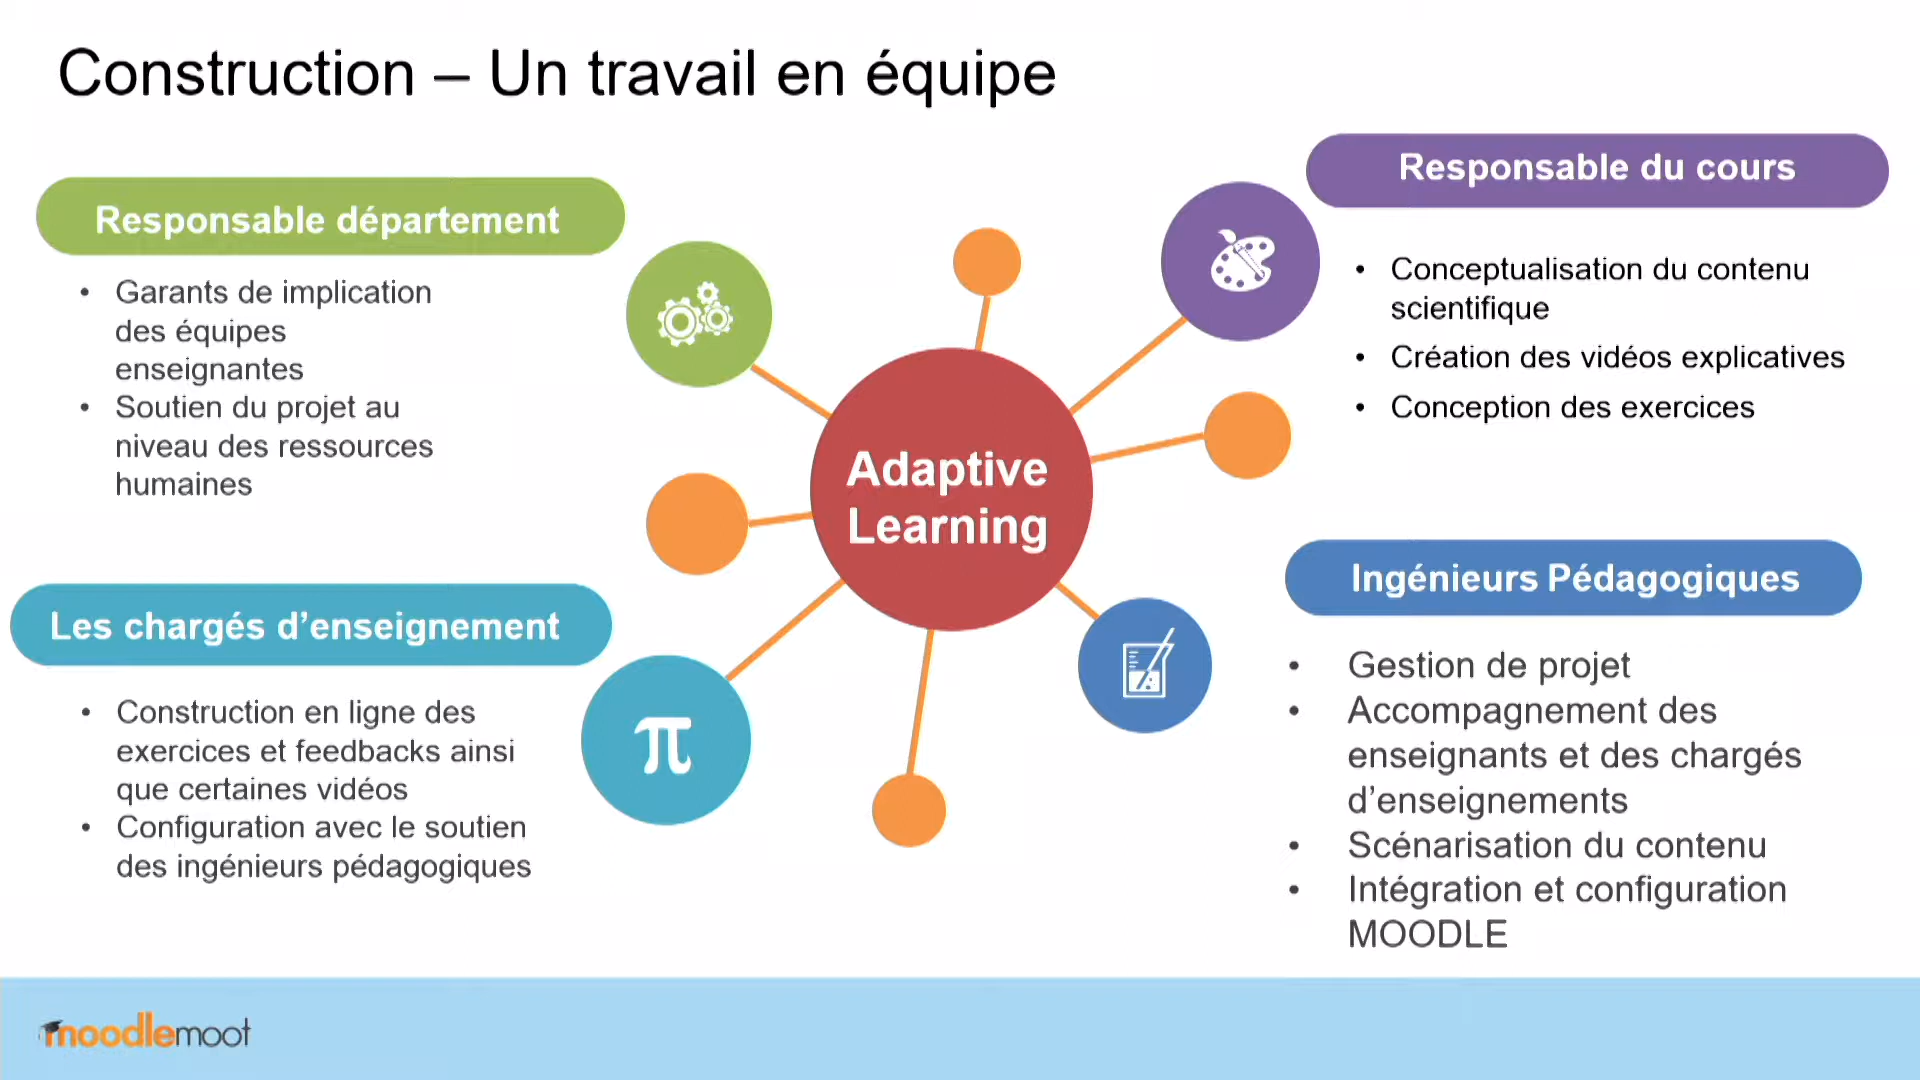 Construction – Un travail en équipe
Responsable département
• Garants de implication
des équipes
enseignantes
• Soutien du projet au
niveau des ressources
humaines
Les chargés d’enseignement
• Construction en ligne des
exercices et feedbacks ainsi
que certaines vidéos
• Configuration avec le soutien
des ingénieurs pédagogiques
π
Adaptive
Learning
Responsable du cours
• Conceptualisation du contenu
scientifique
• Création des vidéos explicatives
• Conception des exercices
Ingénieurs Pédagogiques
• Gestion de projet
• Accompagnement des
enseignants et des chargés
d’enseignements
• Scénarisation du contenu
• Intégration et configuration
MOODLE
moodlemoot